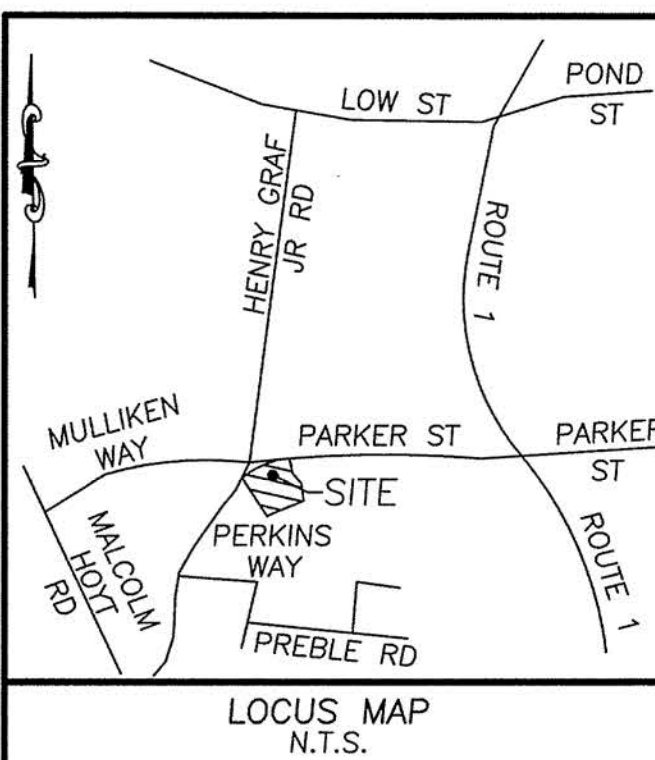 POND
ST
LOW ST
HENRY GRAF
JR RD
ROUTE 1
MULLIKEN
WAY
PARKER ST
PARKER
ST
SITE
PERKINS
WAY
MALCOLM
HOYT
RD
ROUTE 1
PREBLE RD
LOCUS MAP
N.T.S.